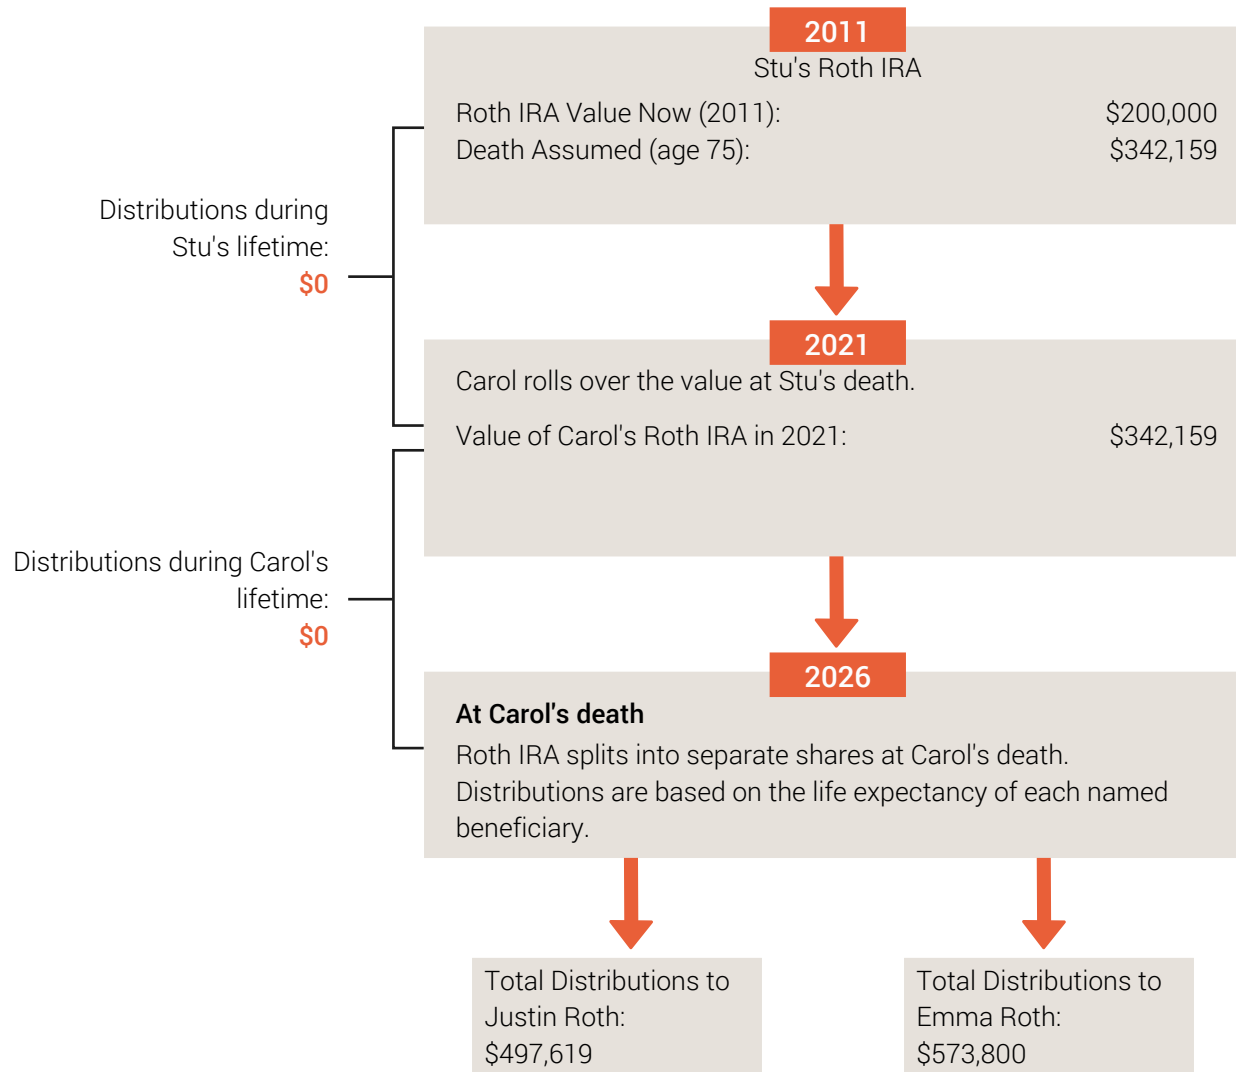 2011
Stu's Roth IRA
Roth IRA Value Now (2011): $200,000
Death Assumed (age 75): $342,159
Distributions during
Stu's lifetime:
$0
2021
Carol rolls over the value at Stu's death.
Value of Carol's Roth IRA in 2021: $342,159
Distributions during Carol's
lifetime:
$0
2026
At Carol's death
Roth IRA splits into separate shares at Carol's death.
Distributions are based on the life expectancy of each named
beneficiary.
Total Distributions to
Justin Roth:
$497,619
Total Distributions to
Emma Roth:
$573,800